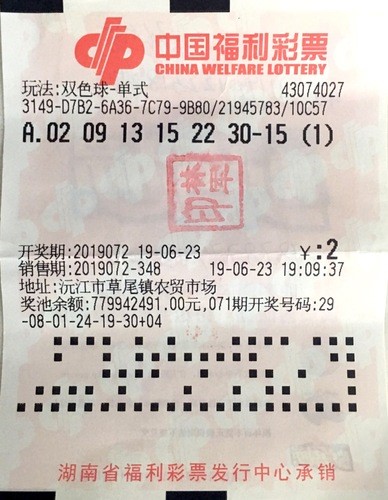 中国福利彩票
CHINA WELFARE LOTTERY
玩法:双色球-单式 43074027
3149-D7B2-6A36-7C79-9B80/21945783/10C57
A.02 09 13 15 22 30-15 (1)
开奖期:2019072 19-06-23 ¥:2
销售期:2019072-348 19-06-23 19:09:37
地址:沅江市草尾镇农贸市场
奖池余额:779942491.00元,071期开奖号码:29
-08-01-24-19-30+04
湖南省福利彩票发行中心承销